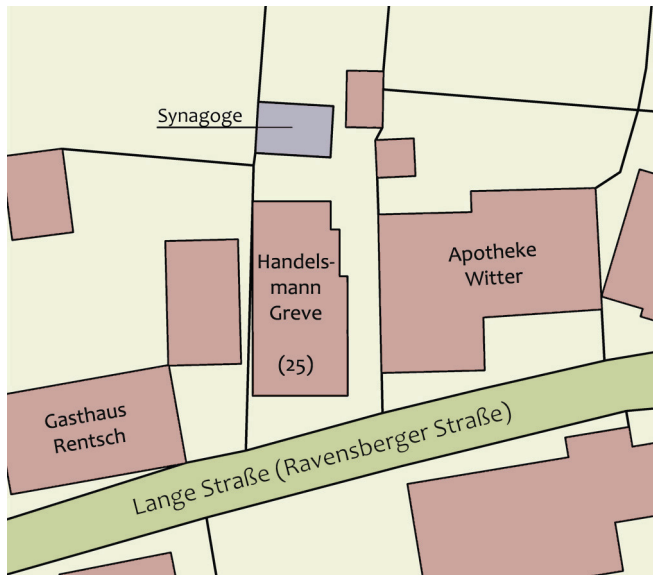 Synagoge
Handels-
mann
Greve
(25)
Apotheke
Witter
Gasthaus
Rentsch
Lange Straße (Ravensberger Straße)